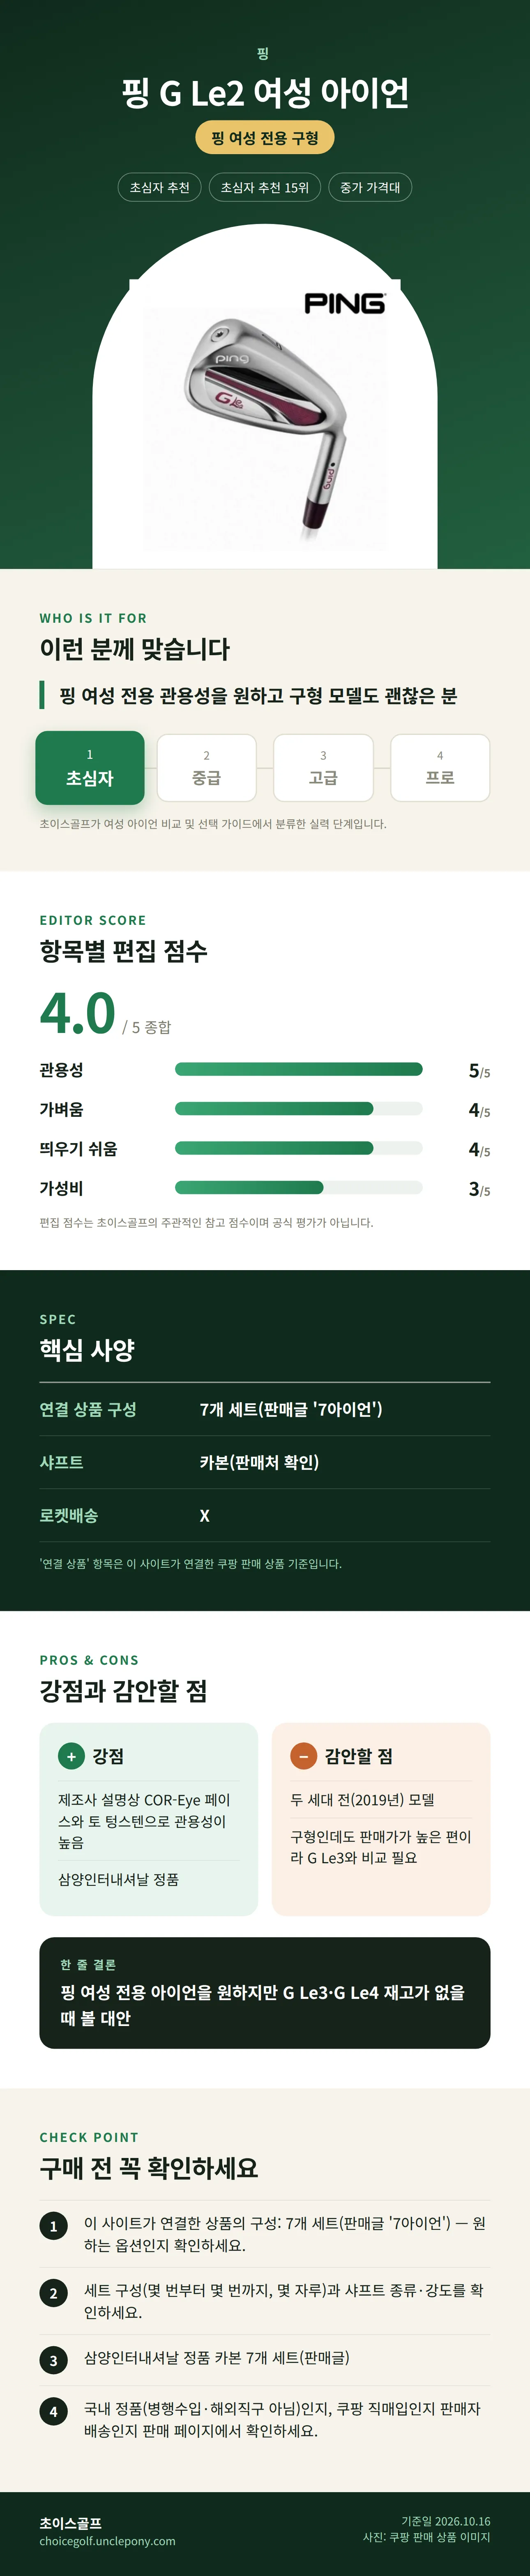 핑
핑 G Le2 여성 아이언
핑 여성 전용 구형
초심자 추천
초심자 추천 15위
중가 가격대
PING
ping
G Le2
PING
WHO IS IT FOR
이런 분께 맞습니다
핑 여성 전용 관용성을 원하고 구형 모델도 괜찮은 분
1
초심자
2
중급
3
고급
4
프로
초이스골프가 여성 아이언 비교 및 선택 가이드에서 분류한 실력 단계입니다.
EDITOR SCORE
항목별 편집 점수
4.0 / 5 종합
관용성 5/5
가벼움 4/5
띄우기 쉬움 4/5
가성비 3/5
편집 점수는 초이스골프의 주관적인 참고 점수이며 공식 평가가 아닙니다.
SPEC
핵심 사양
연결 상품 구성 7개 세트(판매글 '7아이언')
샤프트 카본(판매처 확인)
로켓배송 X
'연결 상품' 항목은 이 사이트가 연결한 쿠팡 판매 상품 기준입니다.
PROS & CONS
강점과 감안할 점
+ 강점
제조사 설명상 COR-Eye 페이
스와 토 텅스텐으로 관용성이
높음
삼양인터내셔날 정품
− 감안할 점
두 세대 전(2019년) 모델
구형인데도 판매가가 높은 편이
라 G Le3와 비교 필요
한 줄 결론
핑 여성 전용 아이언을 원하지만 G Le3·G Le4 재고가 없을
때 볼 대안
CHECK POINT
구매 전 꼭 확인하세요
1 이 사이트가 연결한 상품의 구성: 7개 세트(판매글 '7아이언') — 원
하는 옵션인지 확인하세요.
2 세트 구성(몇 번부터 몇 번까지, 몇 자루)과 샤프트 종류·강도를 확
인하세요.
3 삼양인터내셔날 정품 카본 7개 세트(판매글)
4 국내 정품(병행수입·해외직구 아님)인지, 쿠팡 직매입인지 판매자
배송인지 판매 페이지에서 확인하세요.
초이스골프
choicegolf.unclepony.com
기준일 2026.10.16
사진: 쿠팡 판매 상품 이미지